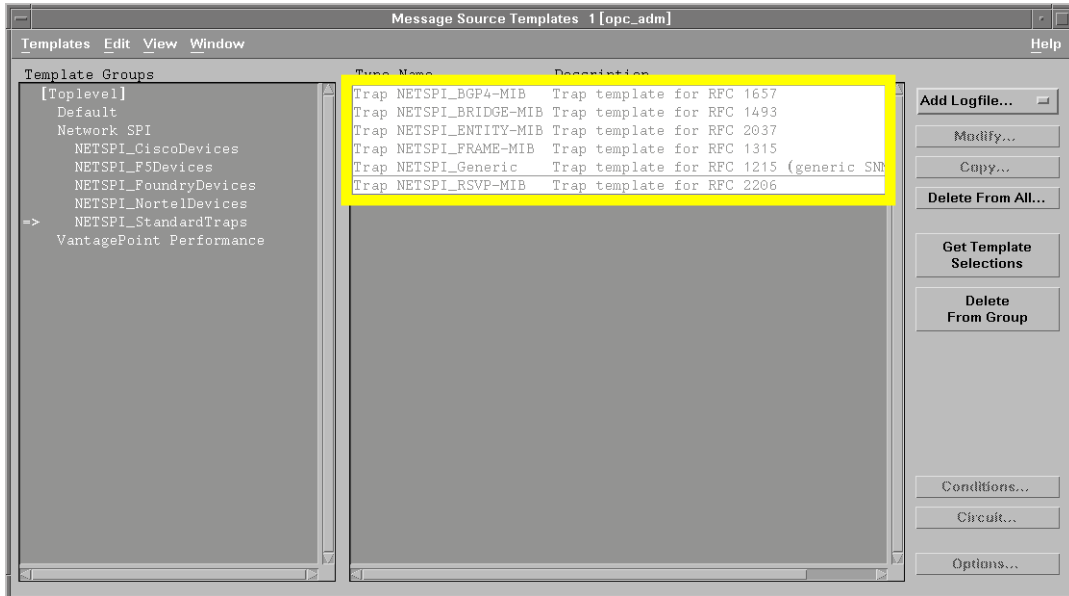 Message Source Templates 1 [opc_adm]
Templates Edit View Window Help
Template Groups
[Toplevel]
Default
Network SPI
NETSPI_CiscoDevices
NETSPI_F5Devices
NETSPI_FoundryDevices
NETSPI_NortelDevices
=> NETSPI_StandardTraps
VantagePoint Performance
Type Name Description
Trap NETSPI_BGP4-MIB Trap template for RFC 1657
Trap NETSPI_BRIDGE-MIB Trap template for RFC 1493
Trap NETSPI_ENTITY-MIB Trap template for RFC 2037
Trap NETSPI_FRAME-MIB Trap template for RFC 1315
Trap NETSPI_Generic Trap template for RFC 1215 (generic SNM
Trap NETSPI_RSVP-MIB Trap template for RFC 2206
Add Logfile...
Modify...
Copy...
Delete From All...
Get Template
Selections
Delete
From Group
Conditions...
Circuit...
Options...